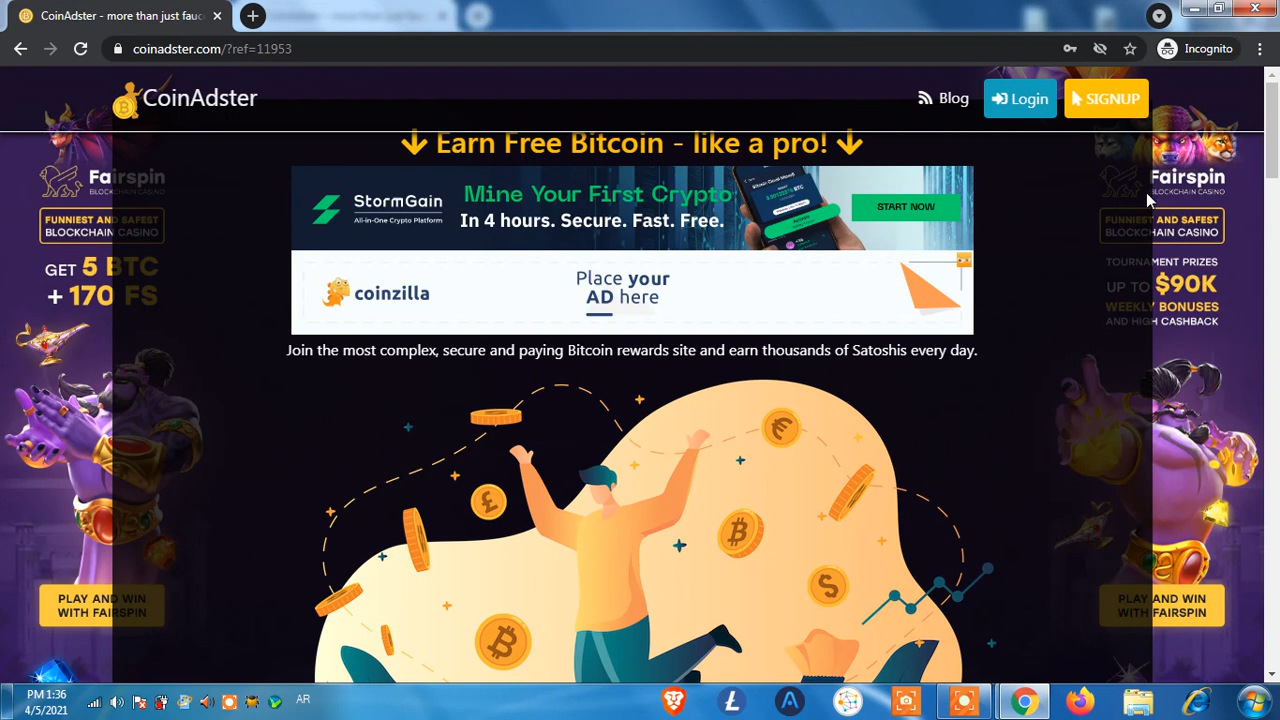 CoinAdster - more than just fauc
coinadster.com/?ref=11953
Incognito
CoinAdster
Blog
Login
SIGNUP
Earn Free Bitcoin - like a pro!
StormGain
All-in-One Crypto Platform
Mine Your First Crypto
In 4 hours. Secure. Fast. Free.
START NOW
coinzilla
Place your
AD here
Join the most complex, secure and paying Bitcoin rewards site and earn thousands of Satoshis every day.
Fairspin
BLOCKCHAIN CASINO
FUNNIEST AND SAFEST
BLOCKCHAIN CASINO
GET 5 BTC
+ 170 FS
PLAY AND WIN
WITH FAIRSPIN
Fairspin
BLOCKCHAIN CASINO
FUNNIEST AND SAFEST
BLOCKCHAIN CASINO
TOURNAMENT PRIZES
UP TO $90K
WEEKLY BONUSES
AND HIGH CASHBACK
PLAY AND WIN
WITH FAIRSPIN
PM 1:36
4/5/2021
AR